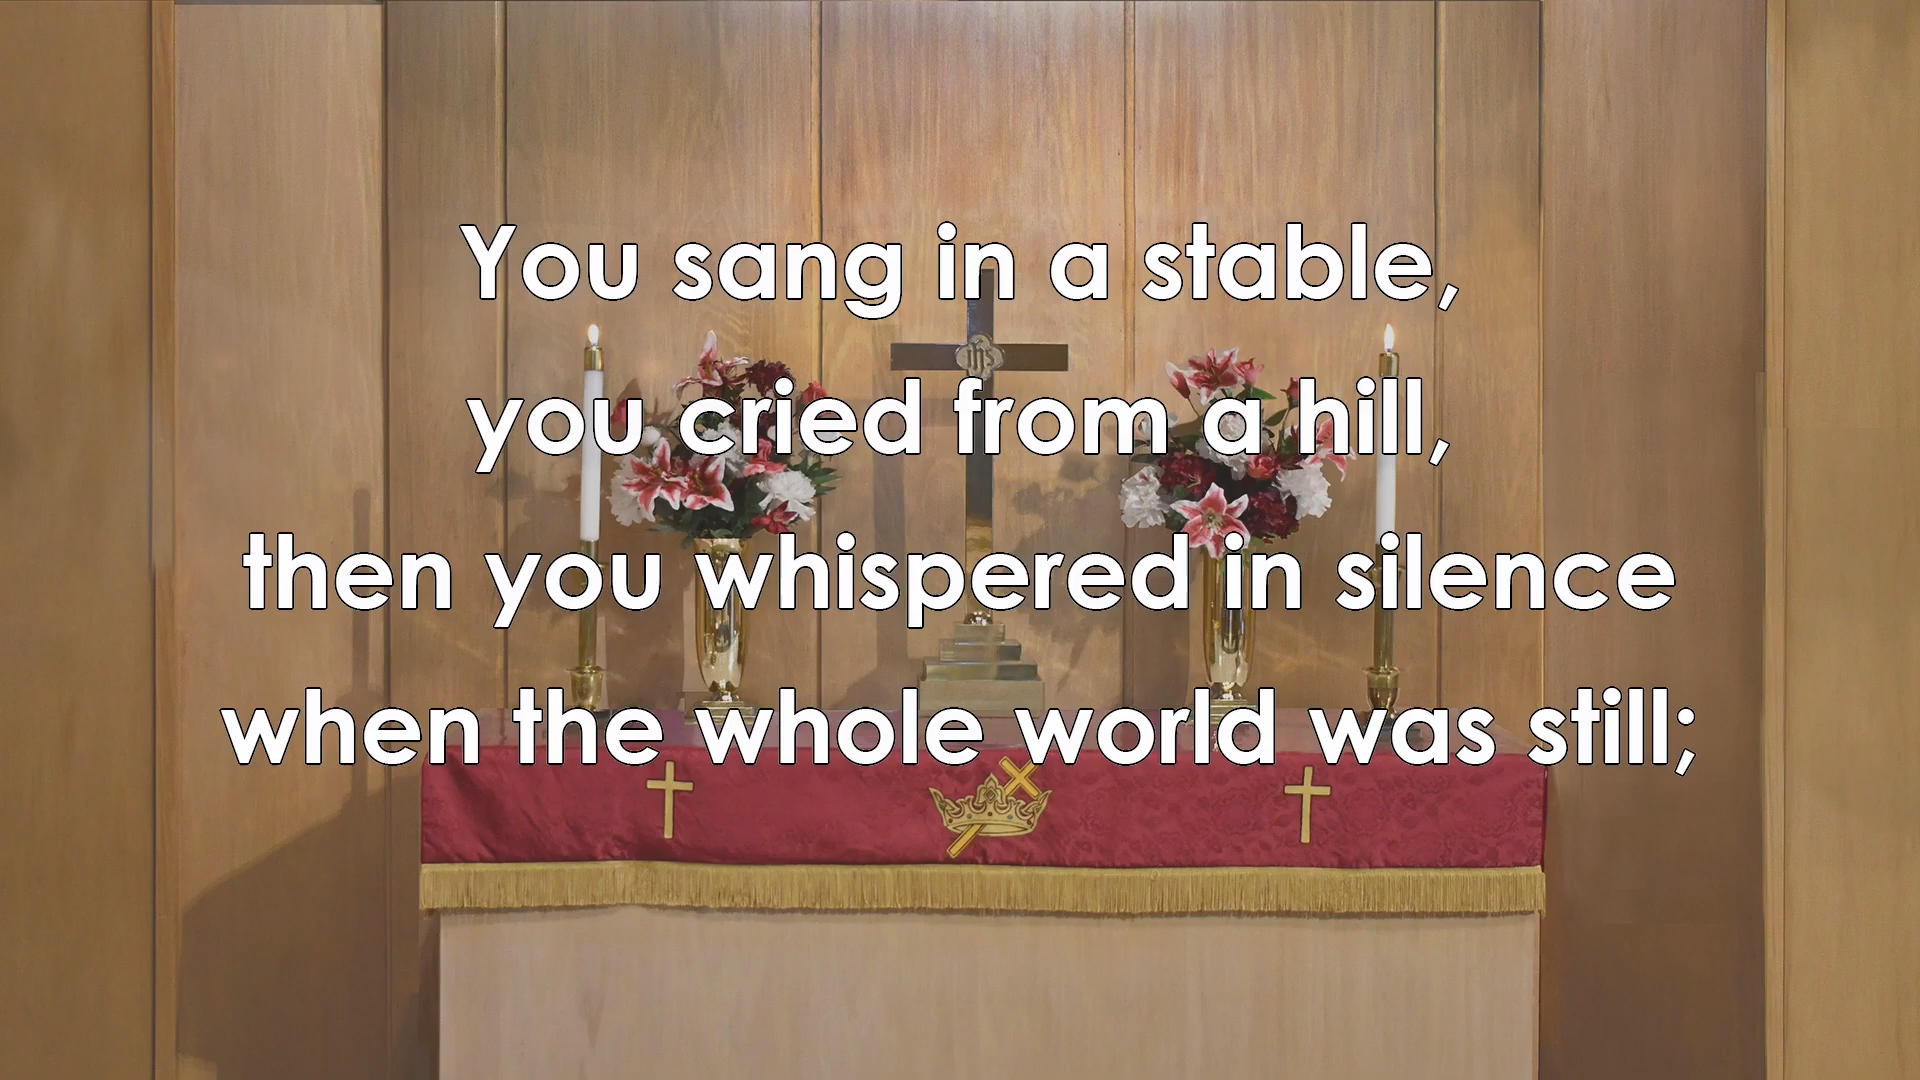 You sang in a stable,
ihs
you cried from a hill,
then you whispered in silence
when the whole world was still;